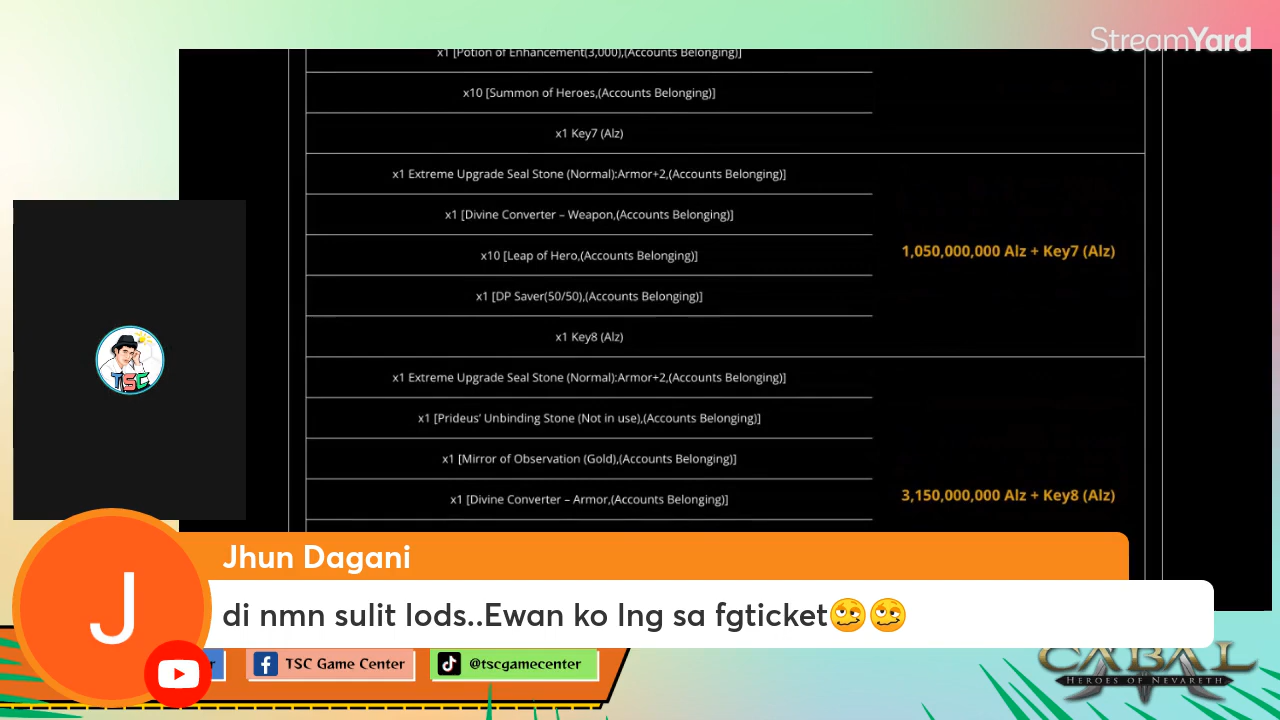 StreamYard
x1 [Potion of Enhancement(3,000),(Accounts Belonging)]
x10 [Summon of Heroes,(Accounts Belonging)]
x1 Key7 (Alz)
x1 Extreme Upgrade Seal Stone (Normal):Armor+2,(Accounts Belonging)]
x1 [Divine Converter – Weapon,(Accounts Belonging)]
x10 [Leap of Hero,(Accounts Belonging)]
x1 [DP Saver(50/50),(Accounts Belonging)]
x1 Key8 (Alz)
1,050,000,000 Alz + Key7 (Alz)
x1 Extreme Upgrade Seal Stone (Normal):Armor+2,(Accounts Belonging)]
x1 [Prideus’ Unbinding Stone (Not in use),(Accounts Belonging)]
x1 [Mirror of Observation (Gold),(Accounts Belonging)]
x1 [Divine Converter – Armor,(Accounts Belonging)]
3,150,000,000 Alz + Key8 (Alz)
TSC
J
Jhun Dagani
di nmn sulit lods..Ewan ko lng sa fgticket🥴🥴
TSC Game Center
@tscgamecenter
CABAL
HEROES OF NEVARETH